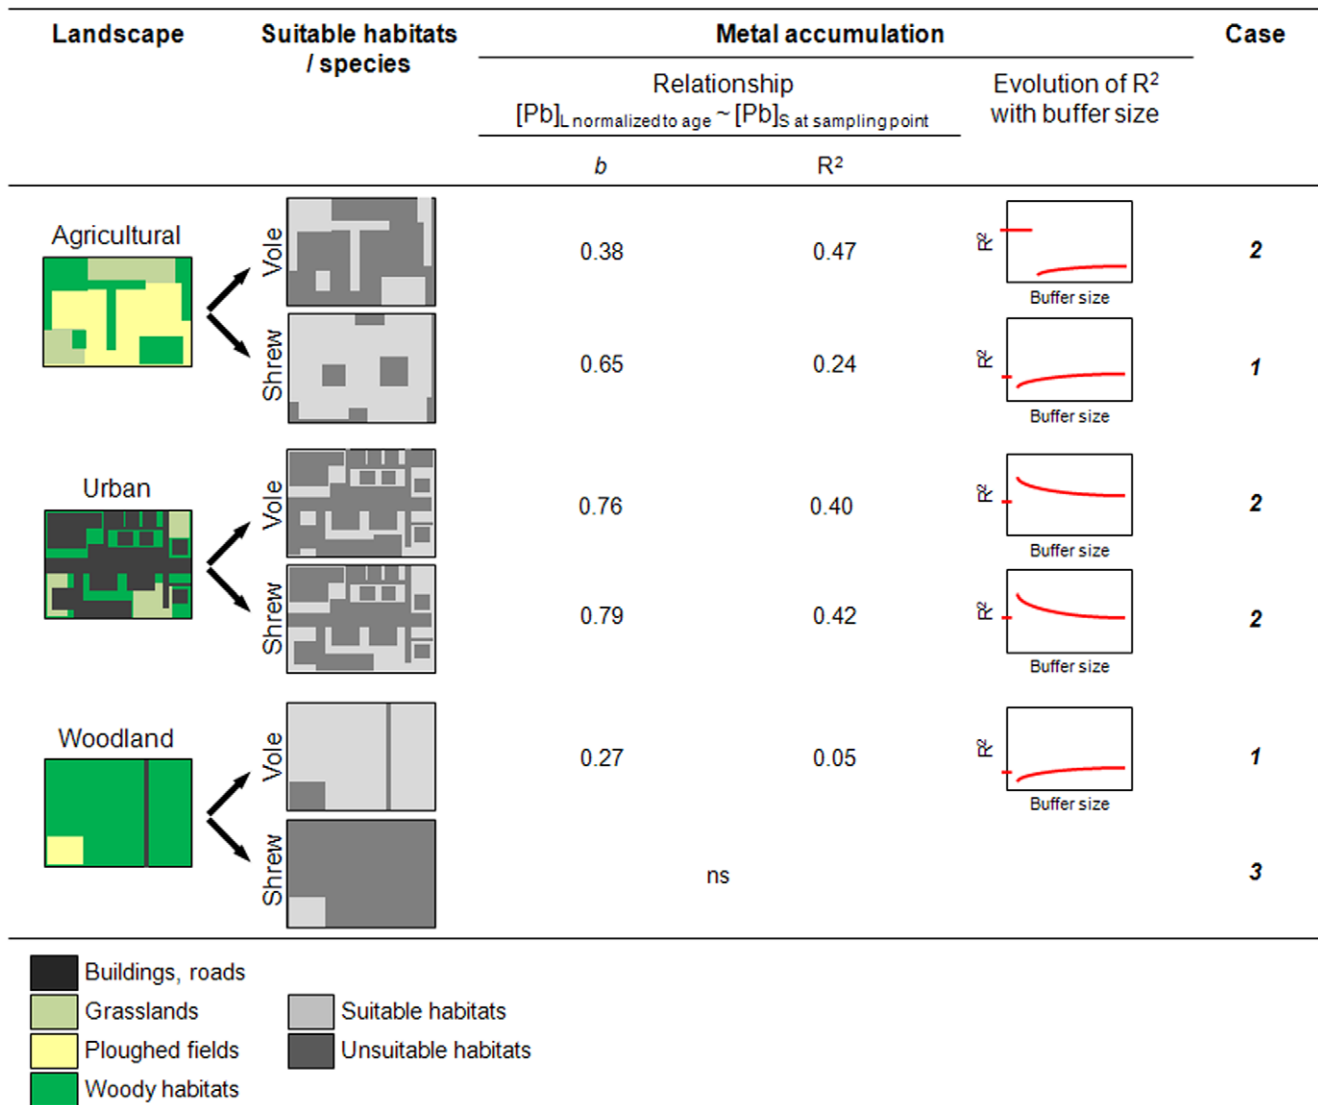 Landscape
Suitable habitats
/ species
Metal accumulation
Case
Relationship
[Pb]L normalized to age ~ [Pb]S at sampling point
Evolution of R²
with buffer size
b
R²
Agricultural
Vole
0.38
0.47
R²
Buffer size
2
Shrew
0.65
0.24
R²
Buffer size
1
Urban
Vole
0.76
0.40
R²
Buffer size
2
Shrew
0.79
0.42
R²
Buffer size
2
Woodland
Vole
0.27
0.05
R²
Buffer size
1
Shrew
ns
3
Buildings, roads
Grasslands
Suitable habitats
Ploughed fields
Unsuitable habitats
Woody habitats